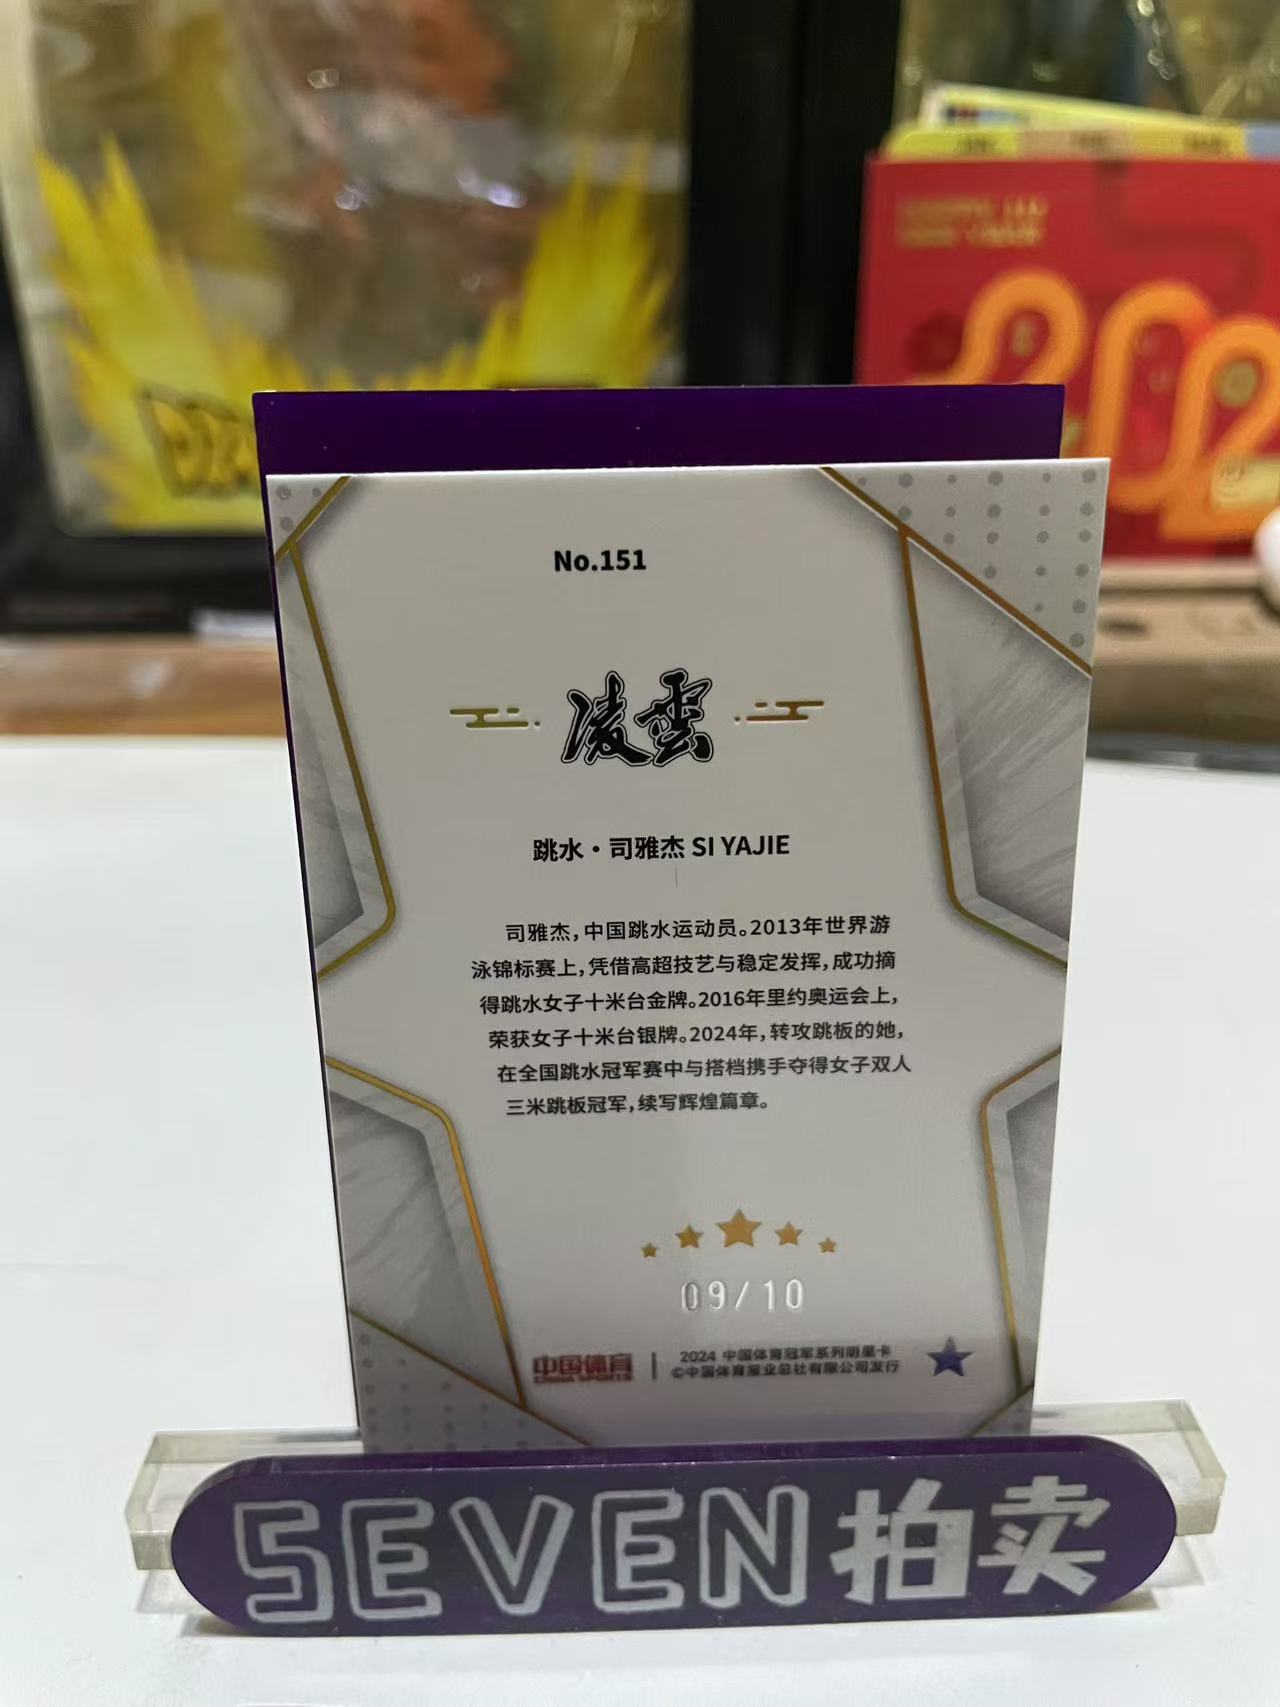 No.151
凌雲
跳水·司雅杰 SI YAJIE
司雅杰，中国跳水运动员。2013年世界游
泳锦标赛上，凭借高超技艺与稳定发挥，成功摘
得跳水女子十米台金牌。2016年里约奥运会上，
荣获女子十米台银牌。2024年，转攻跳板的她，
在全国跳水冠军赛中与搭档携手夺得女子双人
三米跳板冠军，续写辉煌篇章。
09/10
中国体育
CHINA SPORTS
2024 中国体育冠军系列明星卡
©中国体育报业总社有限公司发行
SEVEN拍卖